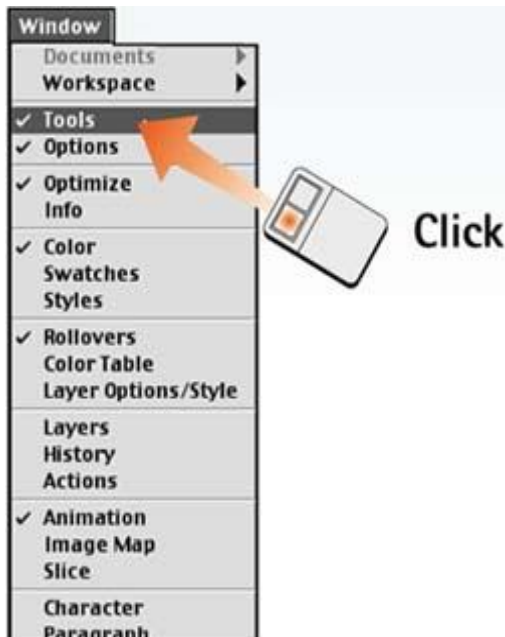 Window
Documents
Workspace
Tools
Options
Optimize
Info
Color
Swatches
Styles
Rollovers
Color Table
Layer Options/Style
Layers
History
Actions
Animation
Image Map
Slice
Character
Paragraph
Click